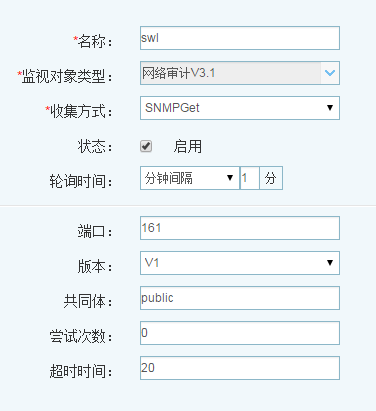 *名称： swl
*监视对象类型： 网络审计V3.1
*收集方式： SNMPGet
状态： 启用
轮询时间： 分钟间隔 1 分
端口： 161
版本： V1
共同体： public
尝试次数： 0
超时时间： 20